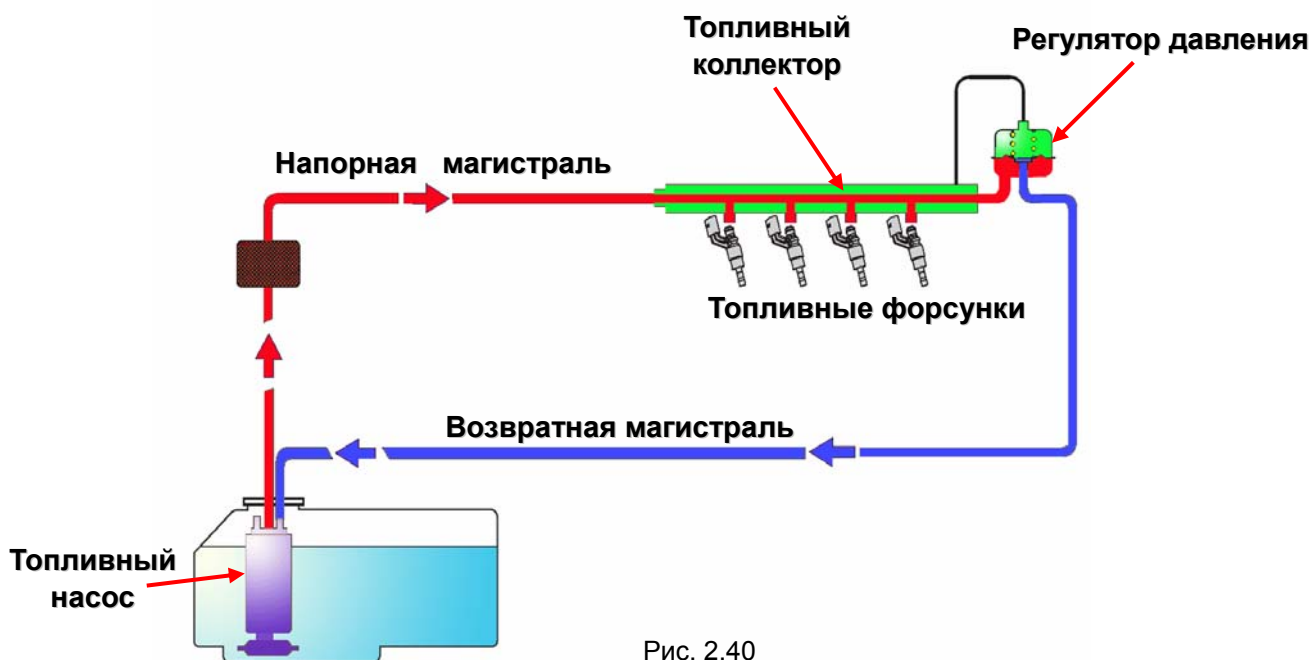 Топливный
коллектор
Регулятор давления
Напорная магистраль
Топливные форсунки
Возвратная магистраль
Топливный
насос
Рис. 2.40